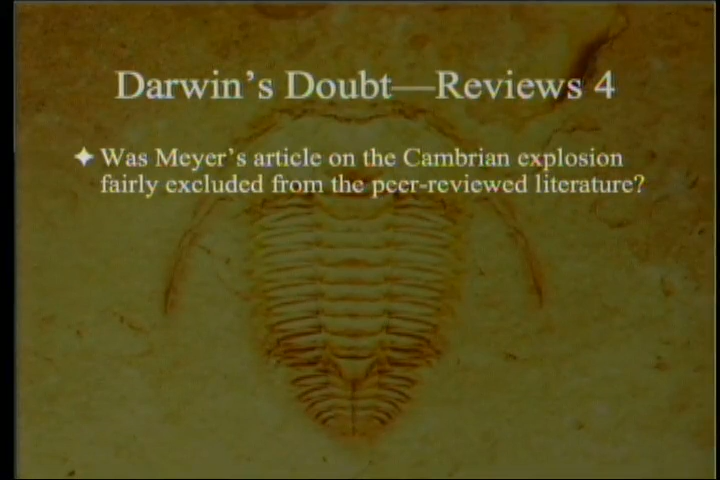 Darwin's Doubt—Reviews 4
Was Meyer's article on the Cambrian explosion
fairly excluded from the peer-reviewed literature?